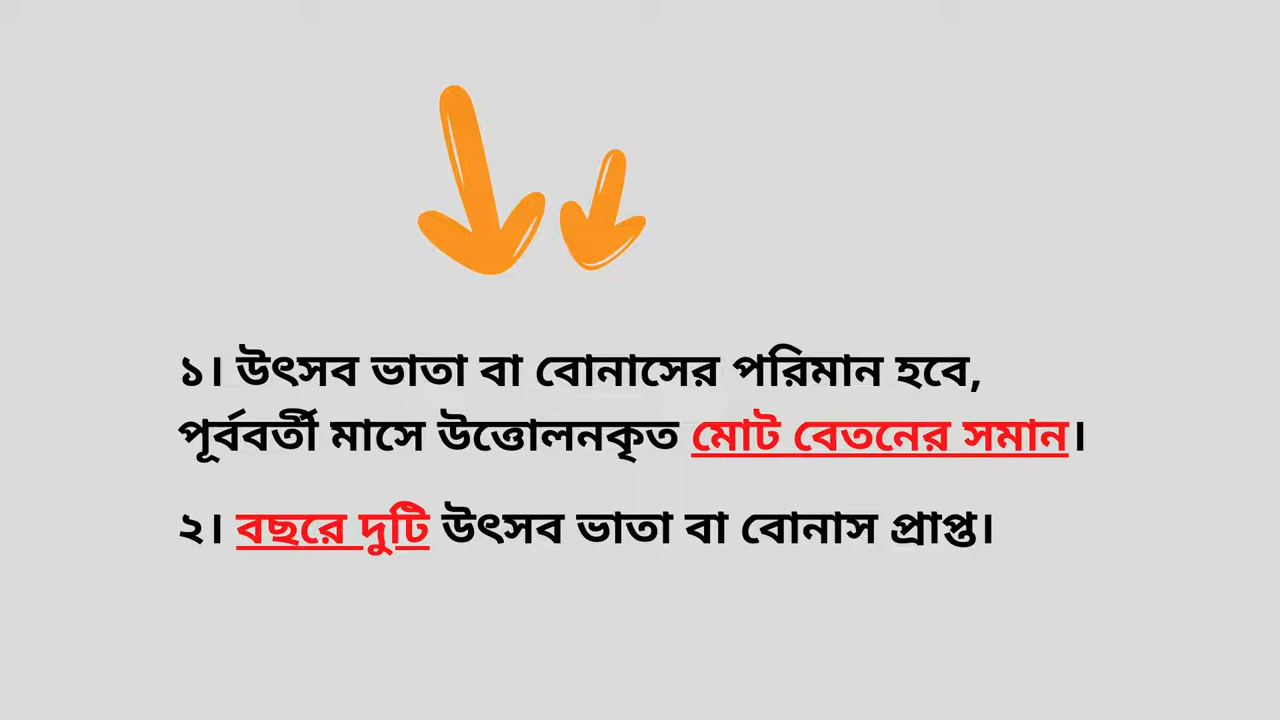 ১। উৎসব ভাতা বা বোনাসের পরিমান হবে,
পূর্ববর্তী মাসে উত্তোলনকৃত মোট বেতনের সমান।
২। বছরে দুটি উৎসব ভাতা বা বোনাস প্রাপ্ত।